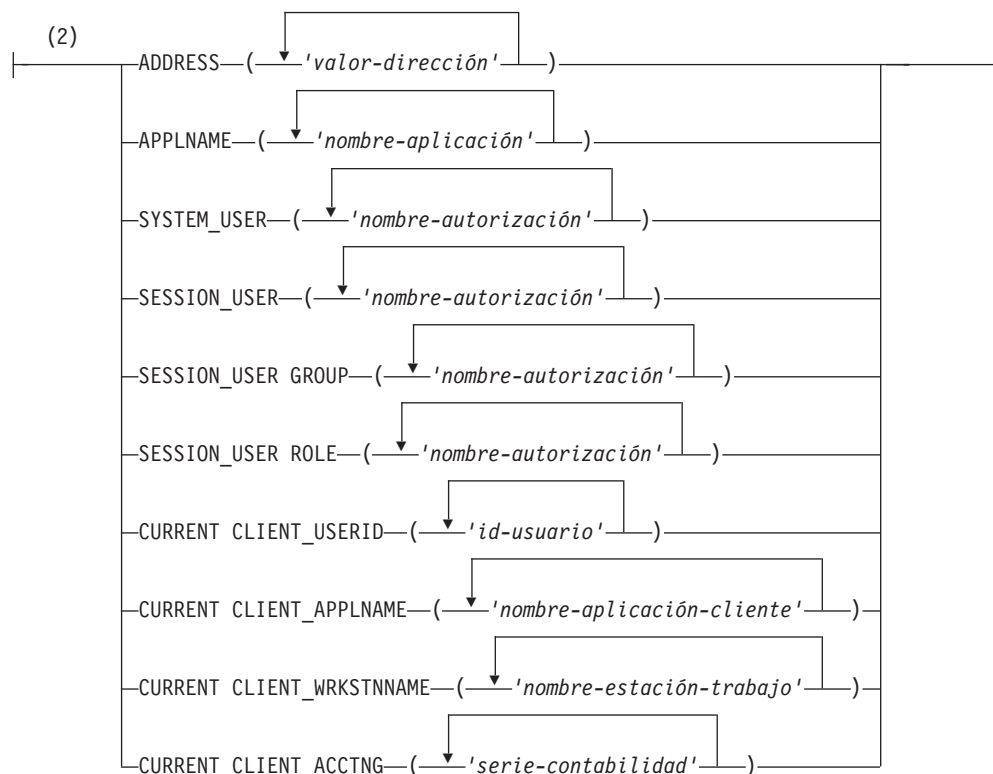 (2)
ADDRESS ( 'valor-dirección' )
APPLNAME ( 'nombre-aplicación' )
SYSTEM_USER ( 'nombre-autorización' )
SESSION_USER ( 'nombre-autorización' )
SESSION_USER GROUP ( 'nombre-autorización' )
SESSION_USER ROLE ( 'nombre-autorización' )
CURRENT CLIENT_USERID ( 'id-usuario' )
CURRENT CLIENT_APPLNAME ( 'nombre-aplicación-cliente' )
CURRENT CLIENT_WRKSTNNAME ( 'nombre-estación-trabajo' )
CURRENT CLIENT_ACCTNG ( 'serie-contabilidad' )